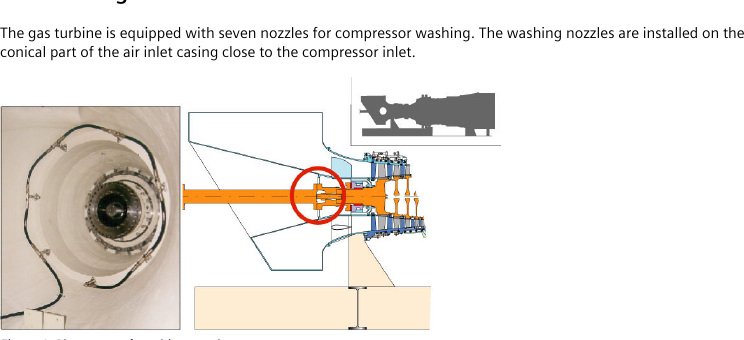 The gas turbine is equipped with seven nozzles for compressor washing. The washing nozzles are installed on the
conical part of the air inlet casing close to the compressor inlet.